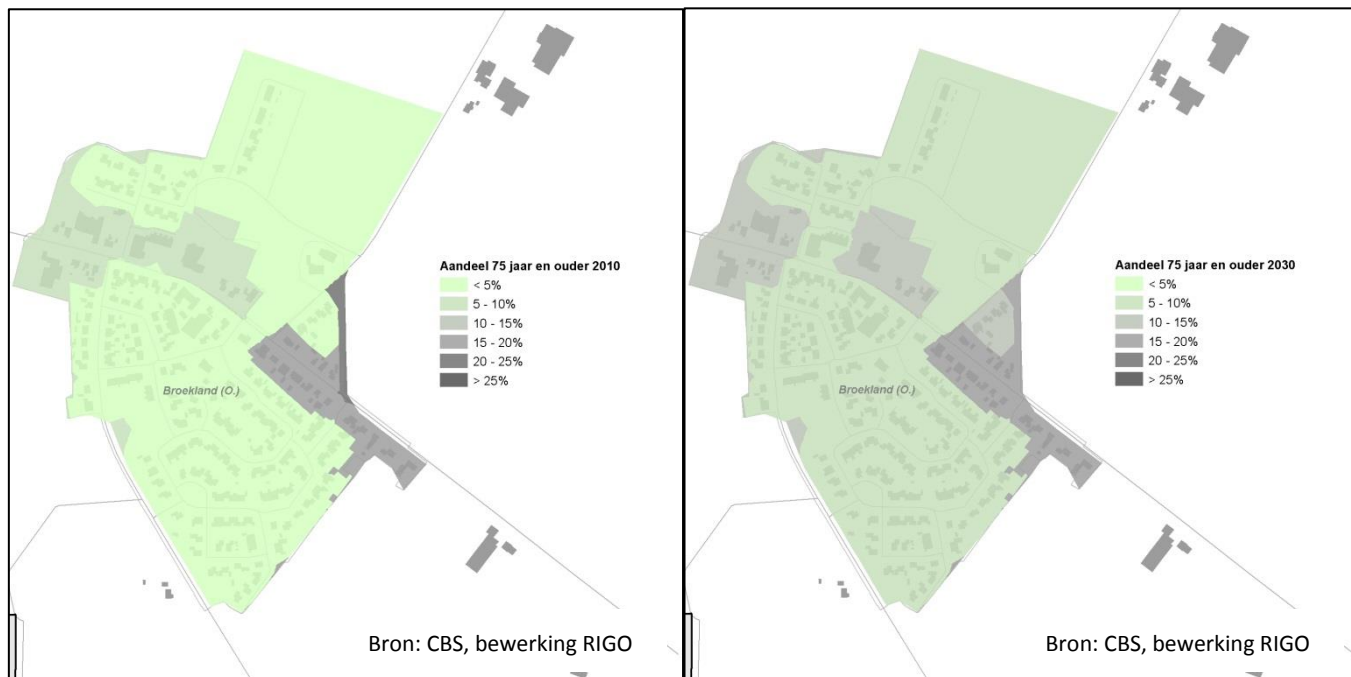 Aandeel 75 jaar en ouder 2010
< 5%
5 - 10%
10 - 15%
15 - 20%
20 - 25%
> 25%
Broekland (O.)
Bron: CBS, bewerking RIGO
Aandeel 75 jaar en ouder 2030
< 5%
5 - 10%
10 - 15%
15 - 20%
20 - 25%
> 25%
Broekland (O.)
Bron: CBS, bewerking RIGO